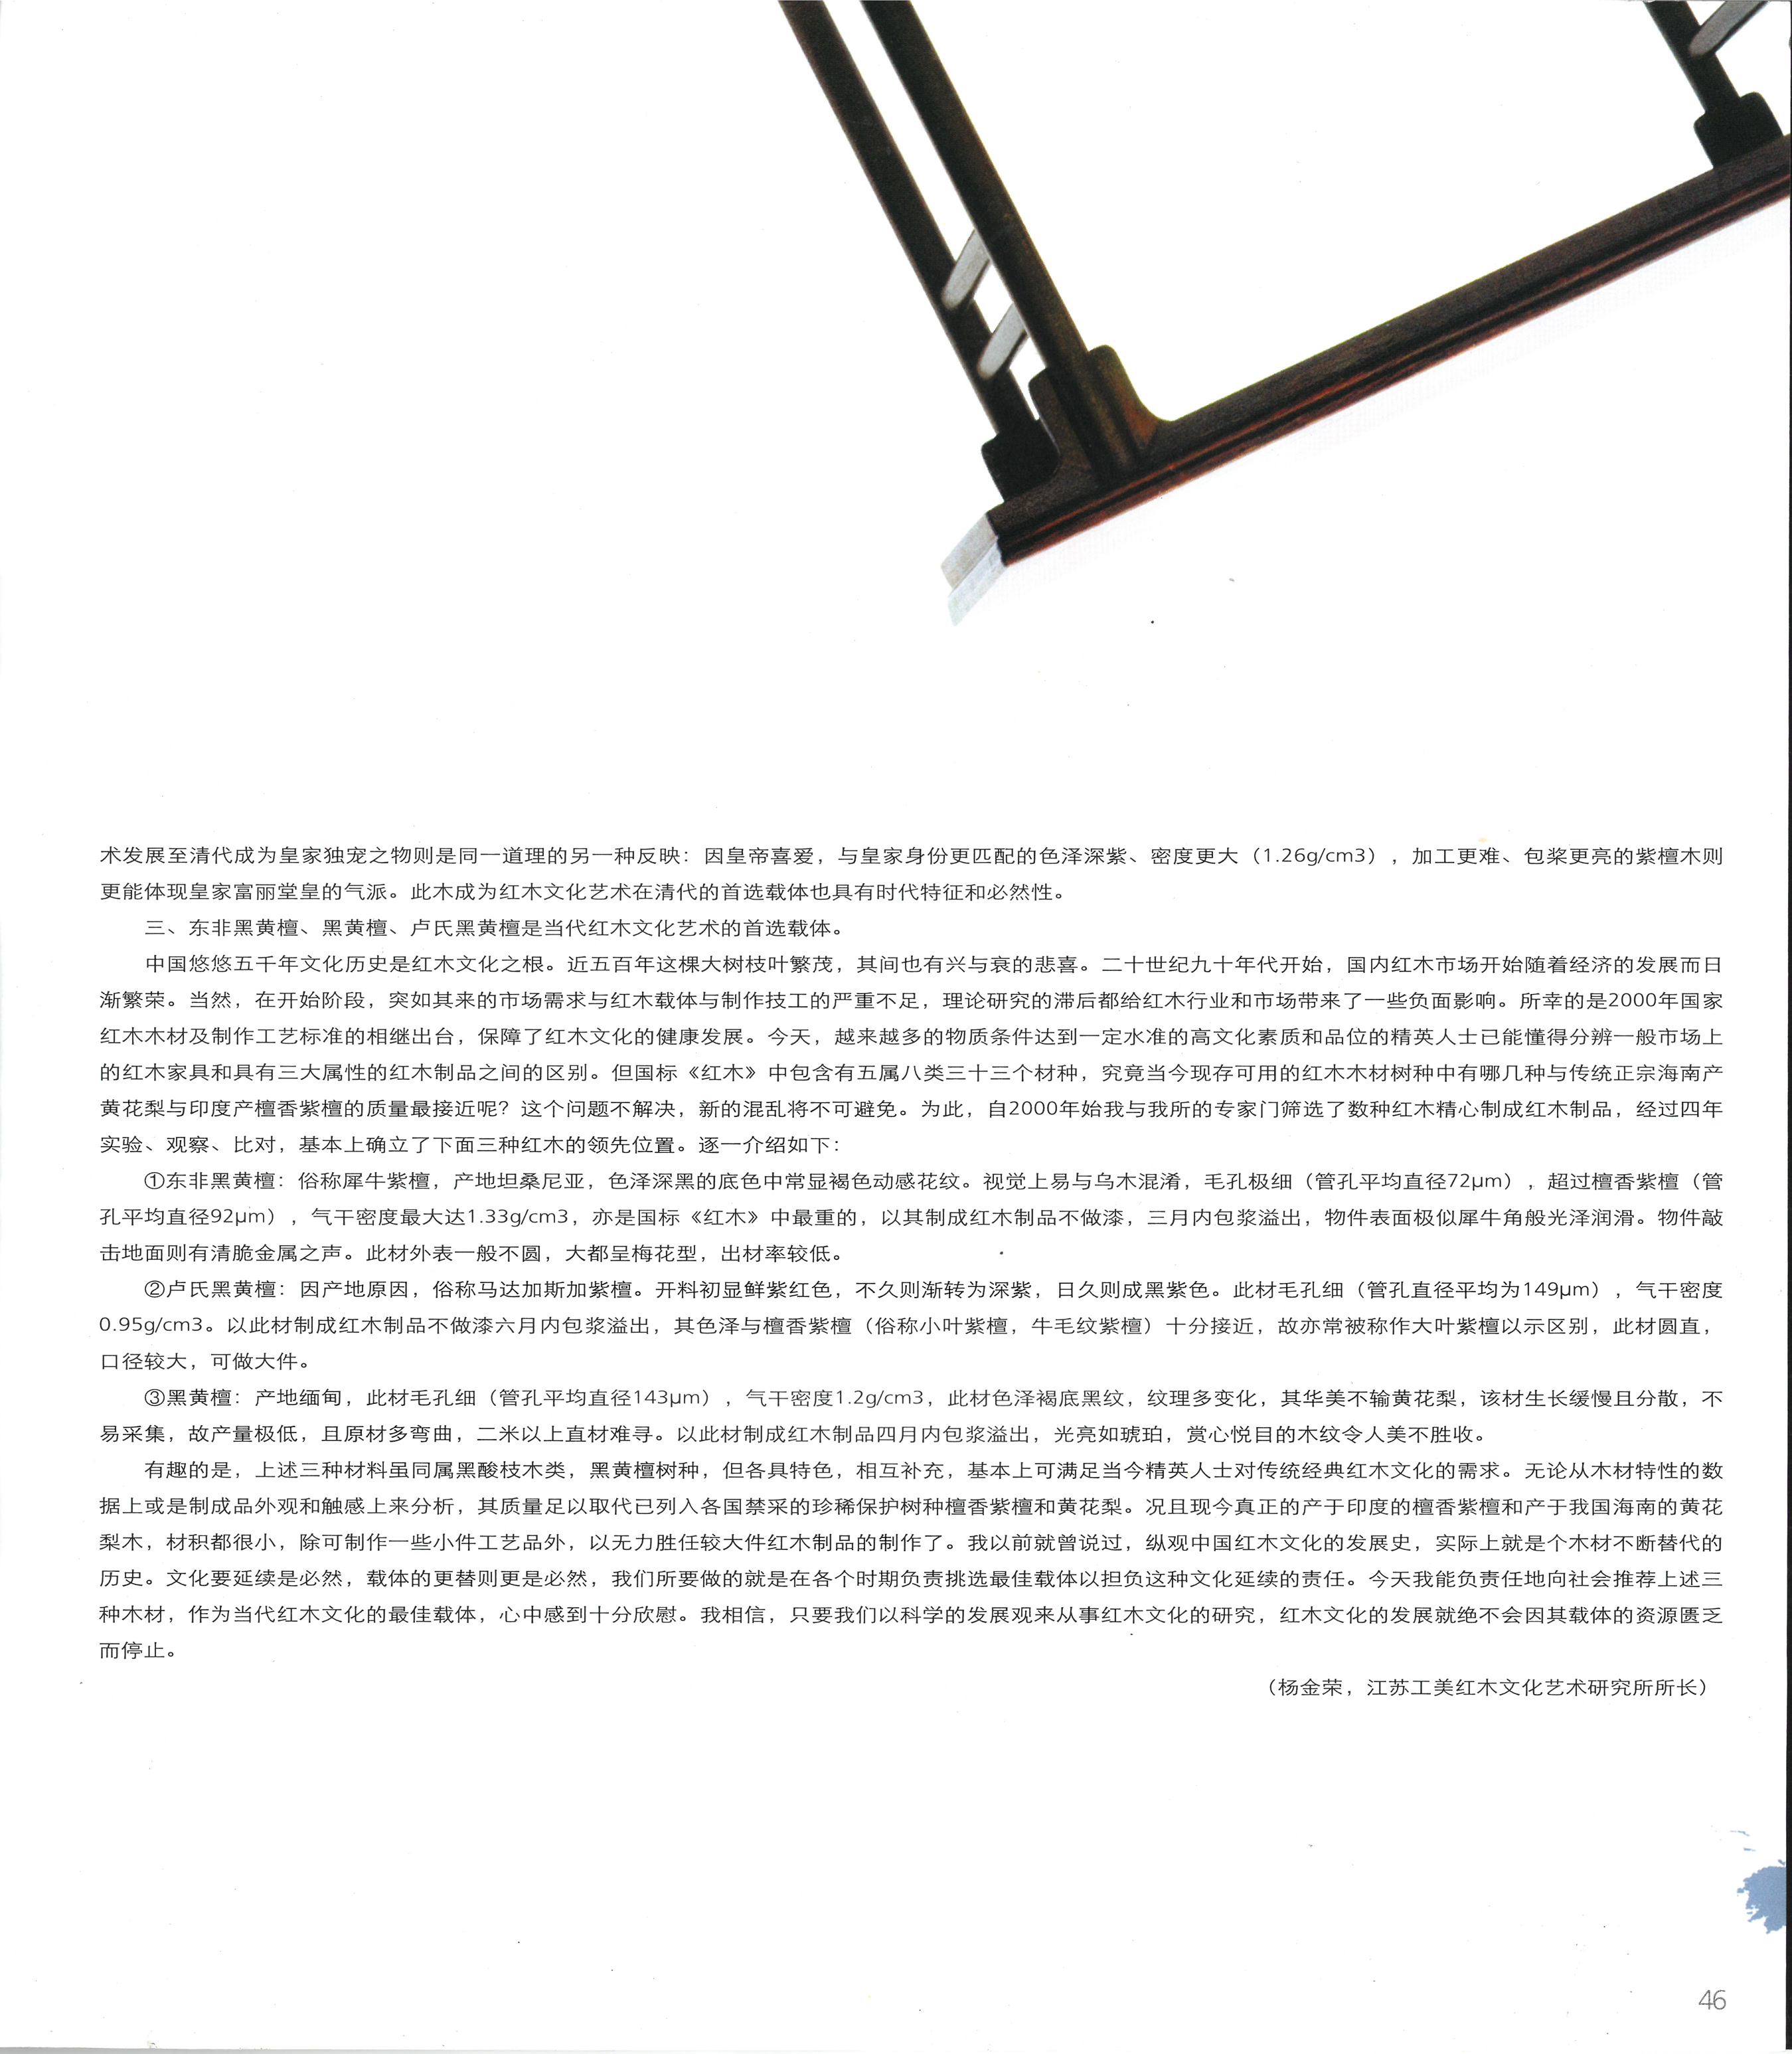 术发展至清代成为皇家独宠之物则是同一道理的另一种反映：因皇帝喜爱，与皇家身份更匹配的色泽深紫、密度更大（1.26g/cm3），加工更难、包浆更亮的紫檀木则
更能体现皇家富丽堂皇的气派。此木成为红木文化艺术在清代的首选载体也具有时代特征和必然性。
三、东非黑黄檀、黑黄檀、卢氏黑黄檀是当代红木文化艺术的首选载体。
中国悠悠五千年文化历史是红木文化之根。近五百年这棵大树枝叶繁茂，其间也有兴与衰的悲喜。二十世纪九十年代开始，国内红木市场开始随着经济的发展而日
渐繁荣。当然，在开始阶段，突如其来的市场需求与红木载体与制作技工的严重不足，理论研究的滞后都给红木行业和市场带来了一些负面影响。所幸的是2000年国家
红木木材及制作工艺标准的相继出台，保障了红木文化的健康发展。今天，越来越多的物质条件达到一定水准的高文化素质和品位的精英人士已能懂得分辨一般市场上
的红木家具和具有三大属性的红木制品之间的区别。但国标《红木》中包含有五属八类三十三个材种，究竟当今现存可用的红木木材树种中有哪几种与传统正宗海南产
黄花梨与印度产檀香紫檀的质量最接近呢？这个问题不解决，新的混乱将不可避免。为此，自2000年始我与我所的专家门筛选了数种红木精心制成红木制品，经过四年
实验、观察、比对，基本上确立了下面三种红木的领先位置。逐一介绍如下：
①东非黑黄檀：俗称犀牛紫檀，产地坦桑尼亚，色泽深黑的底色中常显褐色动感花纹。视觉上易与乌木混淆，毛孔极细（管孔平均直径72μm），超过檀香紫檀（管
孔平均直径92μm），气干密度最大达1.33g/cm3，亦是国标《红木》中最重的，以其制成红木制品不做漆，三月内包浆溢出，物件表面极似犀牛角般光泽润滑。物件敲
击地面则有清脆金属之声。此材外表一般不圆，大都呈梅花型，出材率较低。
②卢氏黑黄檀：因产地原因，俗称马达加斯加紫檀。开料初显鲜紫红色，不久则渐转为深紫，日久则成黑紫色。此材毛孔细（管孔直径平均为149μm），气干密度
0.95g/cm3。以此材制成红木制品不做漆六月内包浆溢出，其色泽与檀香紫檀（俗称小叶紫檀，牛毛纹紫檀）十分接近，故亦常被称作大叶紫檀以示区别，此材圆直，
口径较大，可做大件。
③黑黄檀：产地缅甸，此材毛孔细（管孔平均直径143μm），气干密度1.2g/cm3，此材色泽褐底黑纹，纹理多变化，其华美不输黄花梨，该材生长缓慢且分散，不
易采集，故产量极低，且原材多弯曲，二米以上直材难寻。以此材制成红木制品四月内包浆溢出，光亮如琥珀，赏心悦目的木纹令人美不胜收。
有趣的是，上述三种材料虽同属黑酸枝木类，黑黄檀树种，但各具特色，相互补充，基本上可满足当今精英人士对传统经典红木文化的需求。无论从木材特性的数
据上或是制成品外观和触感上来分析，其质量足以取代已列入各国禁采的珍稀保护树种檀香紫檀和黄花梨。况且现今真正的产于印度的檀香紫檀和产于我国海南的黄花
梨木，材积都很小，除可制作一些小件工艺品外，以无力胜任较大件红木制品的制作了。我以前就曾说过，纵观中国红木文化的发展史，实际上就是个木材不断替代的
历史。文化要延续是必然，载体的更替则更是必然，我们所要做的就是在各个时期负责挑选最佳载体以担负这种文化延续的责任。今天我能负责任地向社会推荐上述三
种木材，作为当代红木文化的最佳载体，心中感到十分欣慰。我相信，只要我们以科学的发展观来从事红木文化的研究，红木文化的发展就绝不会因其载体的资源匮乏
而停止。
（杨金荣，江苏工美红木文化艺术研究所所长）
46